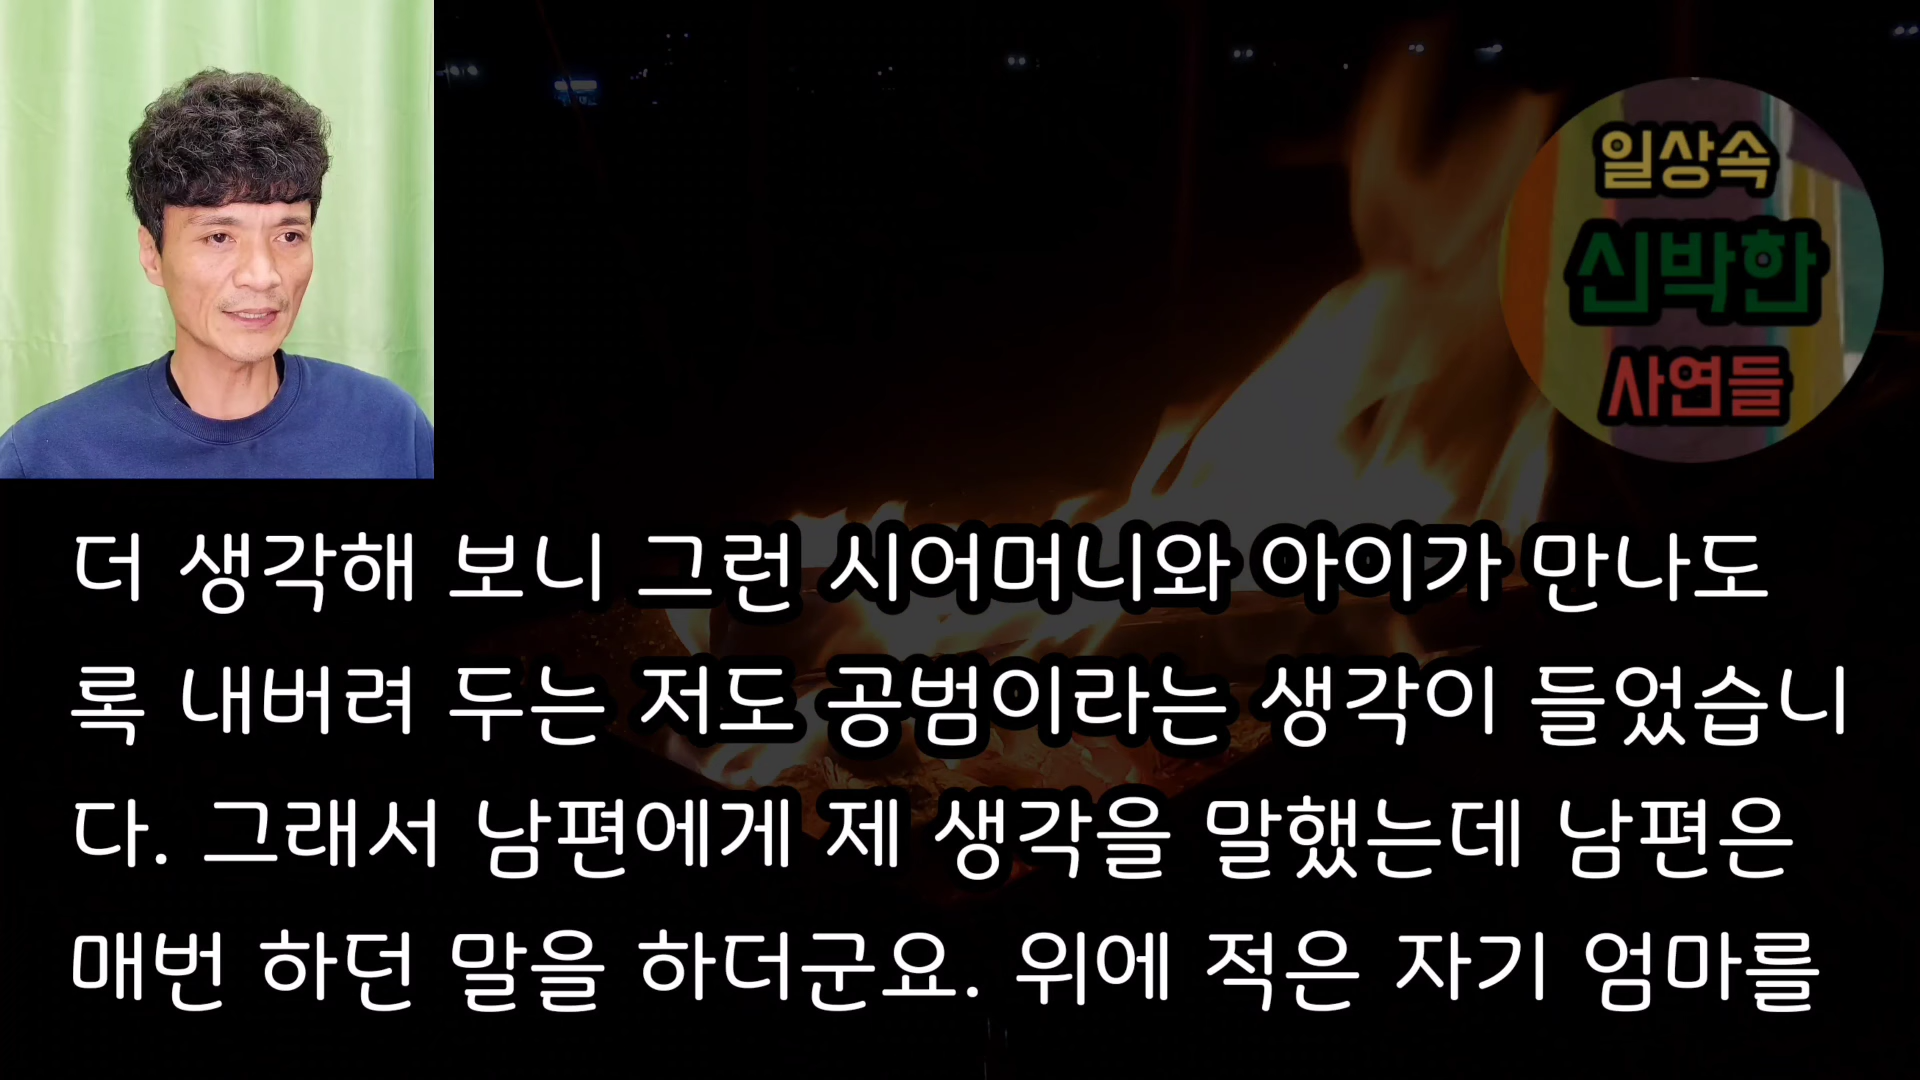 일상속
신박한
사연들
더 생각해 보니 그런 시어머니와 아이가 만나도
록 내버려 두는 저도 공범이라는 생각이 들었습니
다. 그래서 남편에게 제 생각을 말했는데 남편은
매번 하던 말을 하더군요. 위에 적은 자기 엄마를